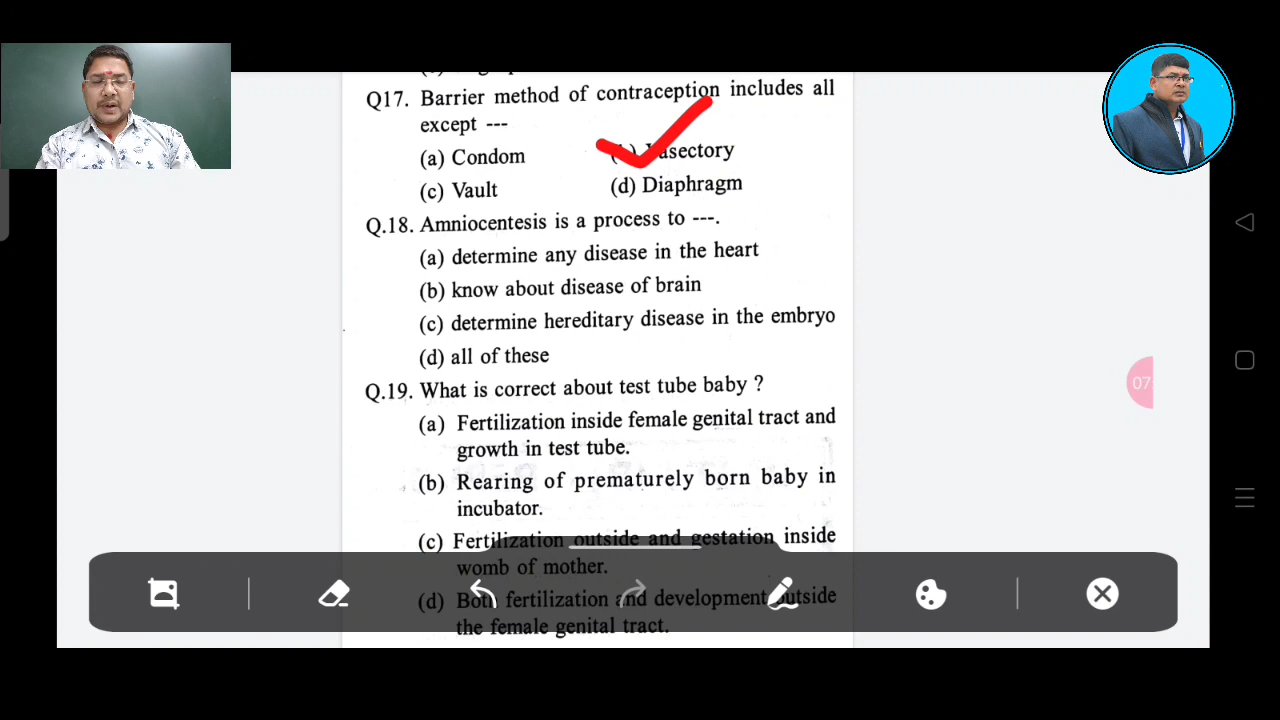 Q17. Barrier method of contraception includes all
except ---
(a) Condom (b) Vasectory
(c) Vault (d) Diaphragm
Q.18. Amniocentesis is a process to ---.
(a) determine any disease in the heart
(b) know about disease of brain
(c) determine hereditary disease in the embryo
(d) all of these
Q.19. What is correct about test tube baby ?
(a) Fertilization inside female genital tract and
growth in test tube.
(b) Rearing of prematurely born baby in
incubator.
(c) Fertilization outside and gestation inside
womb of mother.
(d) Both fertilization and development outside
the female genital tract.
07